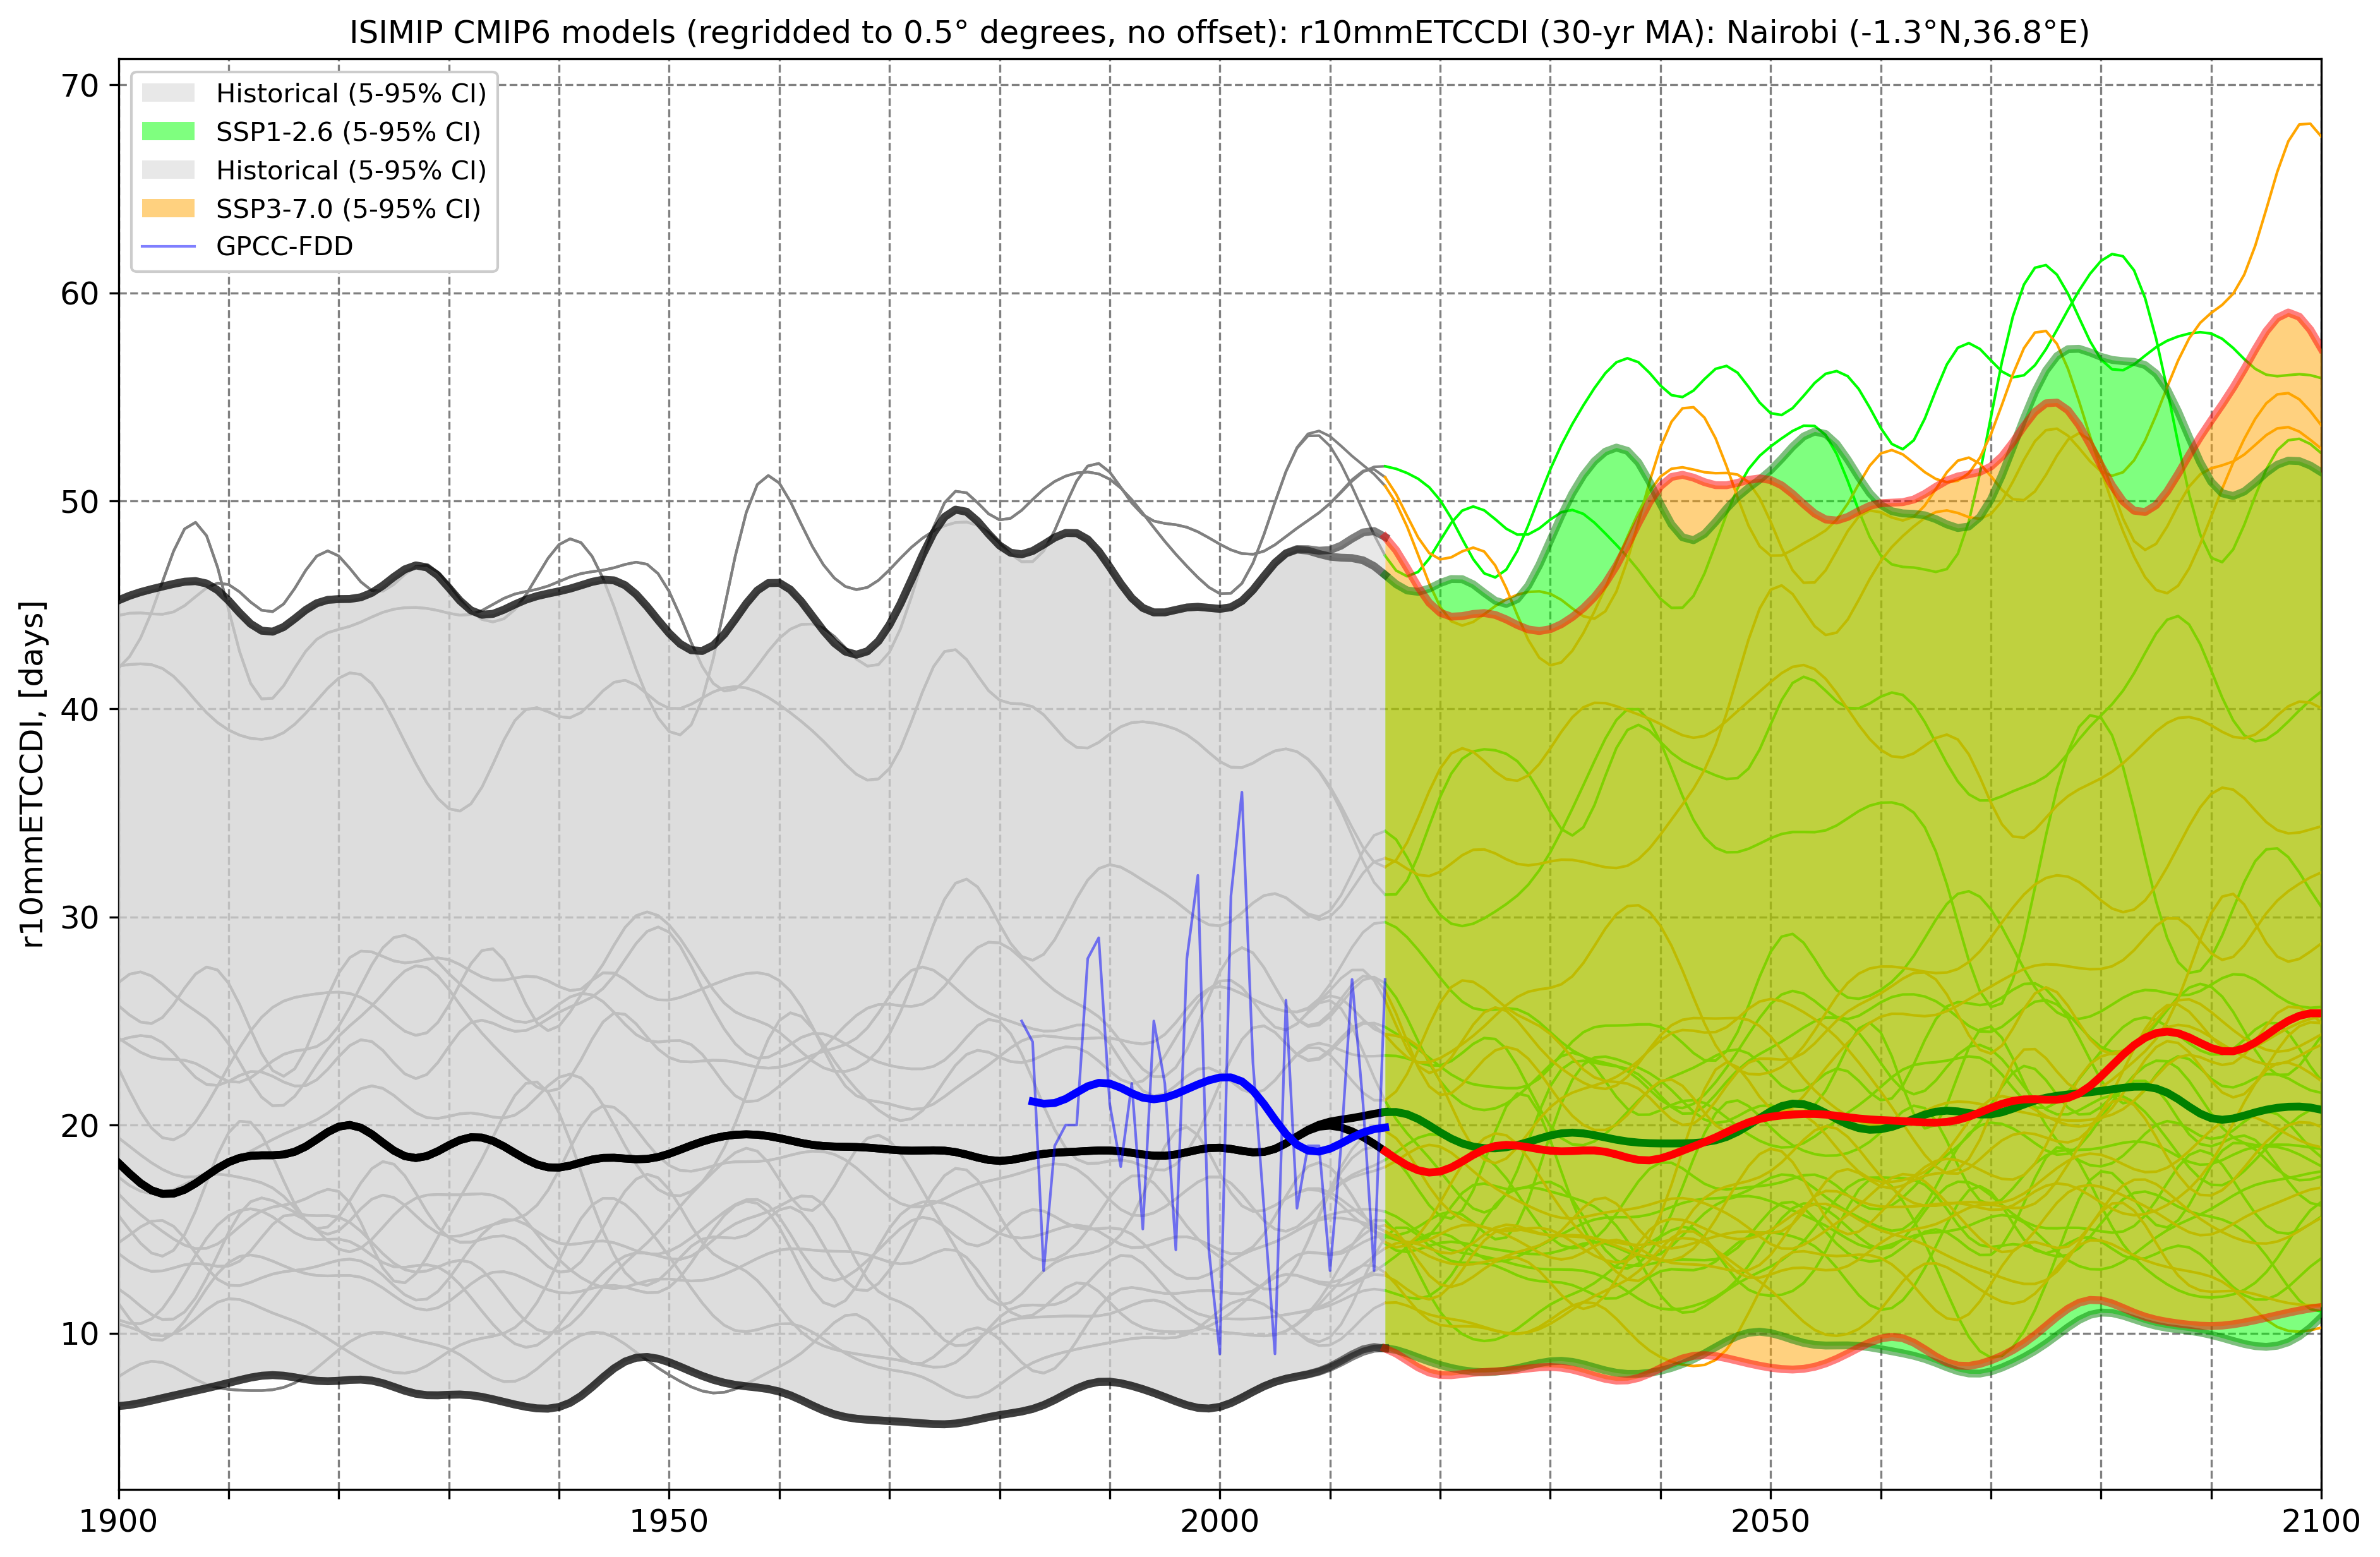 ISIMIP CMIP6 models (regridded to 0.5° degrees, no offset): r10mmETCCDI (30-yr MA): Nairobi (-1.3°N,36.8°E)
Historical (5-95% CI)
SSP1-2.6 (5-95% CI)
Historical (5-95% CI)
SSP3-7.0 (5-95% CI)
GPCC-FDD
r10mmETCCDI, [days]
70
60
50
40
30
20
10
1900
1950
2000
2050
2100